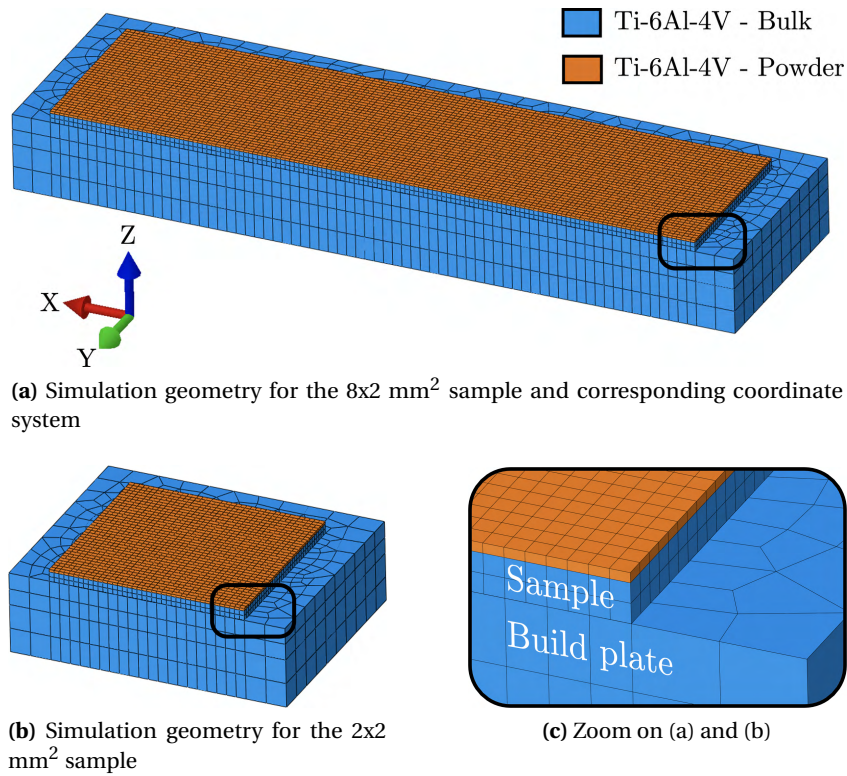 Ti-6Al-4V - Bulk
Ti-6Al-4V - Powder
Z
X
Y
(a) Simulation geometry for the 8x2 mm² sample and corresponding coordinate
system
Sample
Build plate
(b) Simulation geometry for the 2x2
mm² sample
(c) Zoom on (a) and (b)